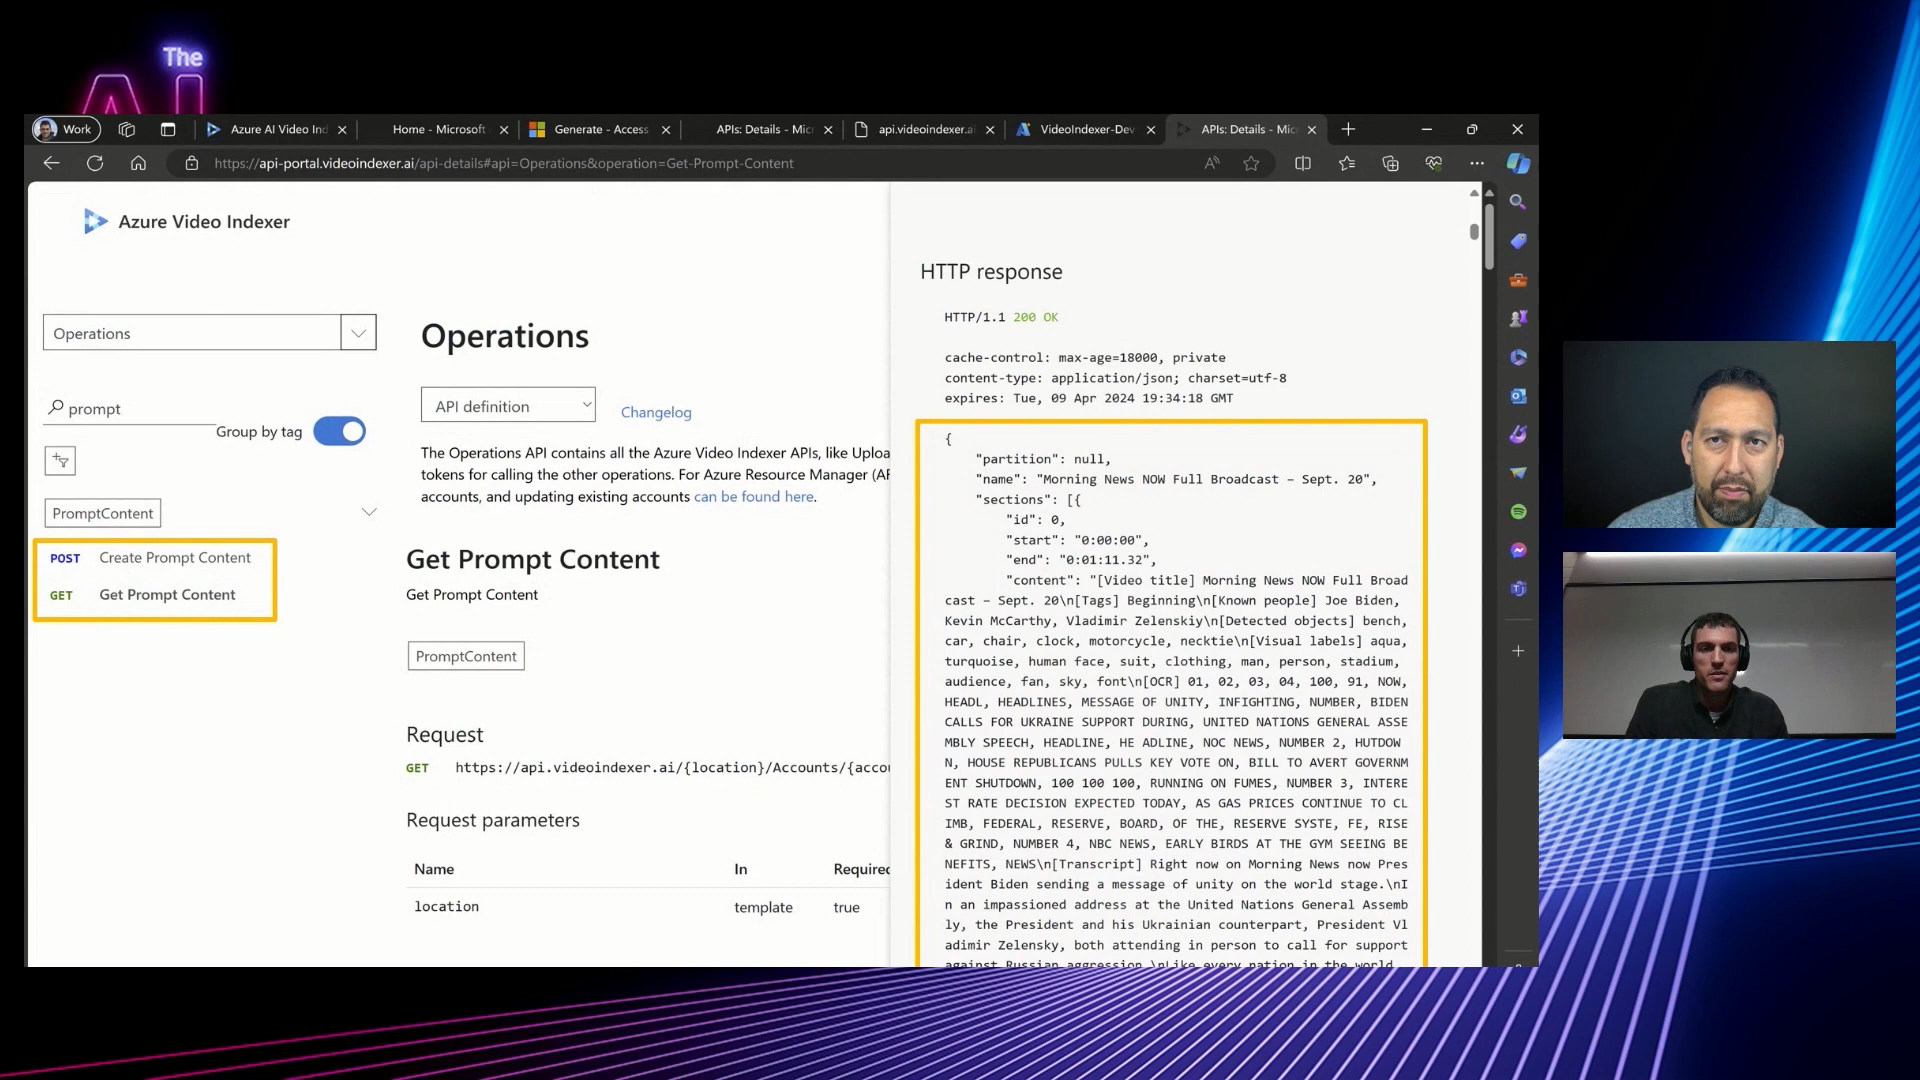 The
AI
Work
Azure AI Video Ind
Home - Microsoft
Generate - Access
APIs: Details - Mic
api.videoindexer.ai
VideoIndexer-Dev
APIs: Details - Mic
https://api-portal.videoindexer.ai/api-details#api=Operations&operation=Get-Prompt-Content
Azure Video Indexer
Operations
prompt
Group by tag
PromptContent
POST Create Prompt Content
GET Get Prompt Content
Operations
API definition
Changelog
The Operations API contains all the Azure Video Indexer APIs, like Uploa
tokens for calling the other operations. For Azure Resource Manager (AR
accounts, and updating existing accounts can be found here.
Get Prompt Content
Get Prompt Content
PromptContent
Request
GET https://api.videoindexer.ai/{location}/Accounts/{accou
Request parameters
Name In Required
location template true
HTTP response
HTTP/1.1 200 OK
cache-control: max-age=18000, private
content-type: application/json; charset=utf-8
expires: Tue, 09 Apr 2024 19:34:18 GMT
{
"partition": null,
"name": "Morning News NOW Full Broadcast – Sept. 20",
"sections": [{
"id": 0,
"start": "0:00:00",
"end": "0:01:11.32",
"content": "[Video title] Morning News NOW Full Broad
cast – Sept. 20\n[Tags] Beginning\n[Known people] Joe Biden,
Kevin McCarthy, Vladimir Zelenskiy\n[Detected objects] bench,
car, chair, clock, motorcycle, necktie\n[Visual labels] aqua,
turquoise, human face, suit, clothing, man, person, stadium,
audience, fan, sky, font\n[OCR] 01, 02, 03, 04, 100, 91, NOW,
HEADL, HEADLINES, MESSAGE OF UNITY, INFIGHTING, NUMBER, BIDEN
CALLS FOR UKRAINE SUPPORT DURING, UNITED NATIONS GENERAL ASSE
MBLY SPEECH, HEADLINE, HE ADLINE, NOC NEWS, NUMBER 2, HUTDOW
N, HOUSE REPUBLICANS PULLS KEY VOTE ON, BILL TO AVERT GOVERNM
ENT SHUTDOWN, 100 100 100, RUNNING ON FUMES, NUMBER 3, INTERE
ST RATE DECISION EXPECTED TODAY, AS GAS PRICES CONTINUE TO CL
IMB, FEDERAL, RESERVE, BOARD, OF THE, RESERVE SYSTE, FE, RISE
& GRIND, NUMBER 4, NBC NEWS, EARLY BIRDS AT THE GYM SEEING BE
NEFITS, NEWS\n[Transcript] Right now on Morning News now Pres
ident Biden sending a message of unity on the world stage.\nI
n an impassioned address at the United Nations General Assemb
ly, the President and his Ukrainian counterpart, President Vl
adimir Zelensky, both attending in person to call for support
against Russian aggression.\nLike every nation in the world,